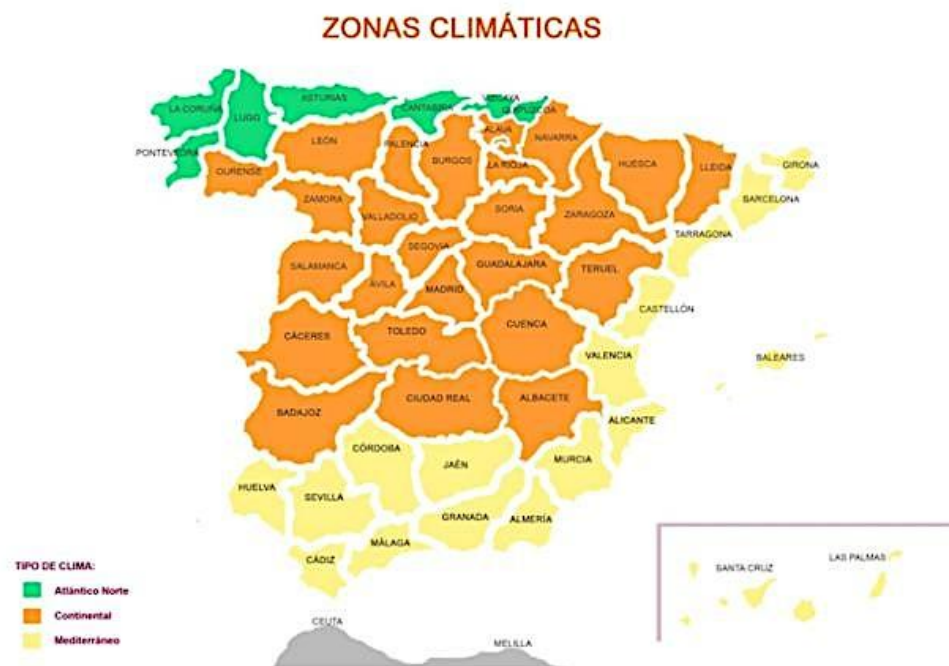 ZONAS CLIMÁTICAS
LA CORUÑA
LUGO
ASTURIAS
CANTABRIA
VIZCAYA
GUIPUZCOA
PONTEVEDRA
OURENSE
LEÓN
PALENCIA
BURGOS
ALAVA
NAVARRA
LA RIOJA
HUESCA
LLEIDA
GIRONA
BARCELONA
ZAMORA
VALLADOLID
SORIA
ZARAGOZA
TARRAGONA
SEGOVIA
SALAMANCA
ÁVILA
MADRID
GUADALAJARA
TERUEL
CASTELLÓN
CÁCERES
TOLEDO
CUENCA
VALENCIA
BALEARES
BADAJOZ
CIUDAD REAL
ALBACETE
ALICANTE
CÓRDOBA
JAÉN
MURCIA
HUELVA
SEVILLA
GRANADA
ALMERÍA
MÁLAGA
CÁDIZ
SANTA CRUZ
LAS PALMAS
TIPO DE CLIMA:
Atlántico Norte
Continental
Mediterráneo
CEUTA
MELILLA